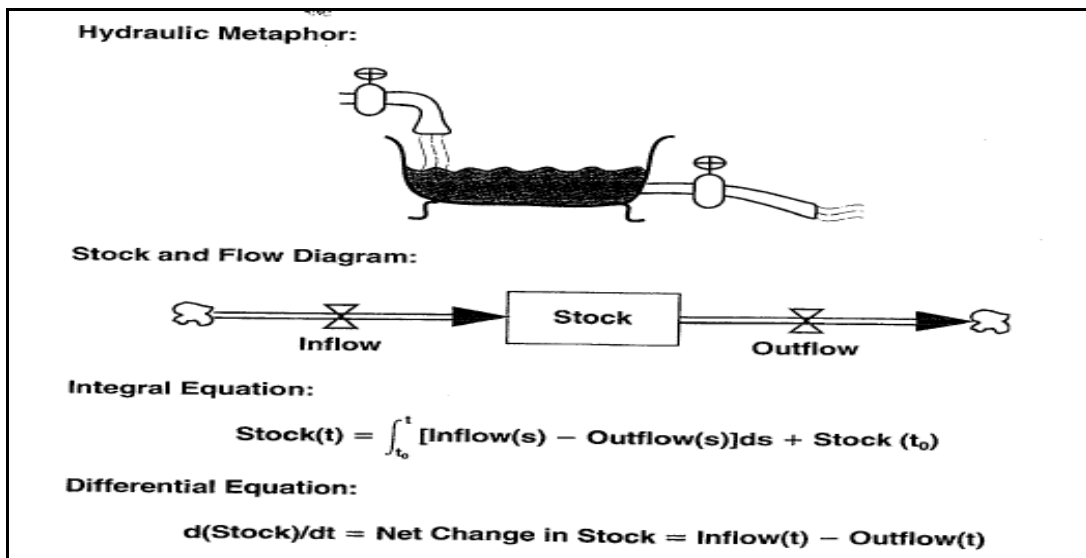 Hydraulic Metaphor:
Stock and Flow Diagram:
Stock
Inflow
Outflow
Integral Equation:
Stock(t) = ∫ₜ₀ᵗ [Inflow(s) − Outflow(s)]ds + Stock (t₀)
Differential Equation:
d(Stock)/dt = Net Change in Stock = Inflow(t) − Outflow(t)